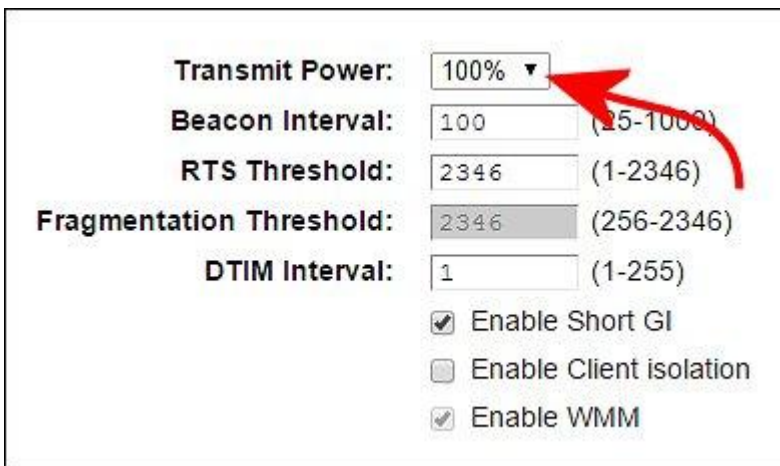 Transmit Power: 100% ▼
Beacon Interval: 100 (25-1000)
RTS Threshold: 2346 (1-2346)
Fragmentation Threshold: 2346 (256-2346)
DTIM Interval: 1 (1-255)
Enable Short GI
Enable Client isolation
Enable WMM